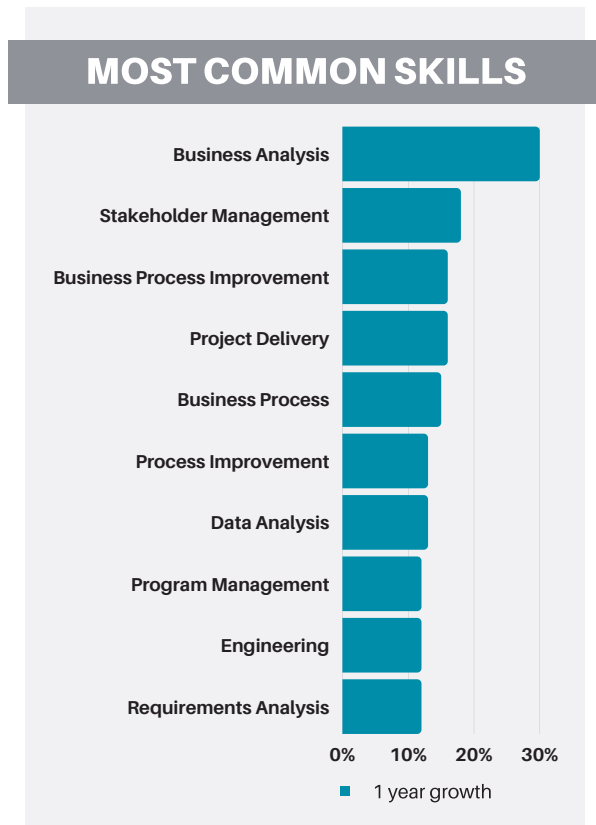 MOST COMMON SKILLS
Business Analysis
Stakeholder Management
Business Process Improvement
Project Delivery
Business Process
Process Improvement
Data Analysis
Program Management
Engineering
Requirements Analysis
0% 10% 20% 30%
1 year growth